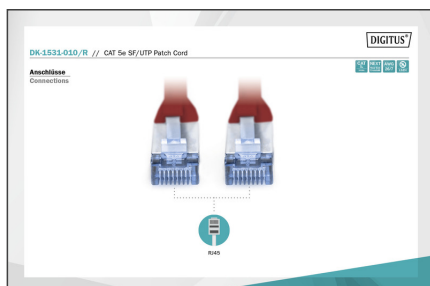 DIGITUS®
DK-1531-010/R // CAT 5e SF/UTP Patch Cord
Anschlüsse
Connections
RJ45